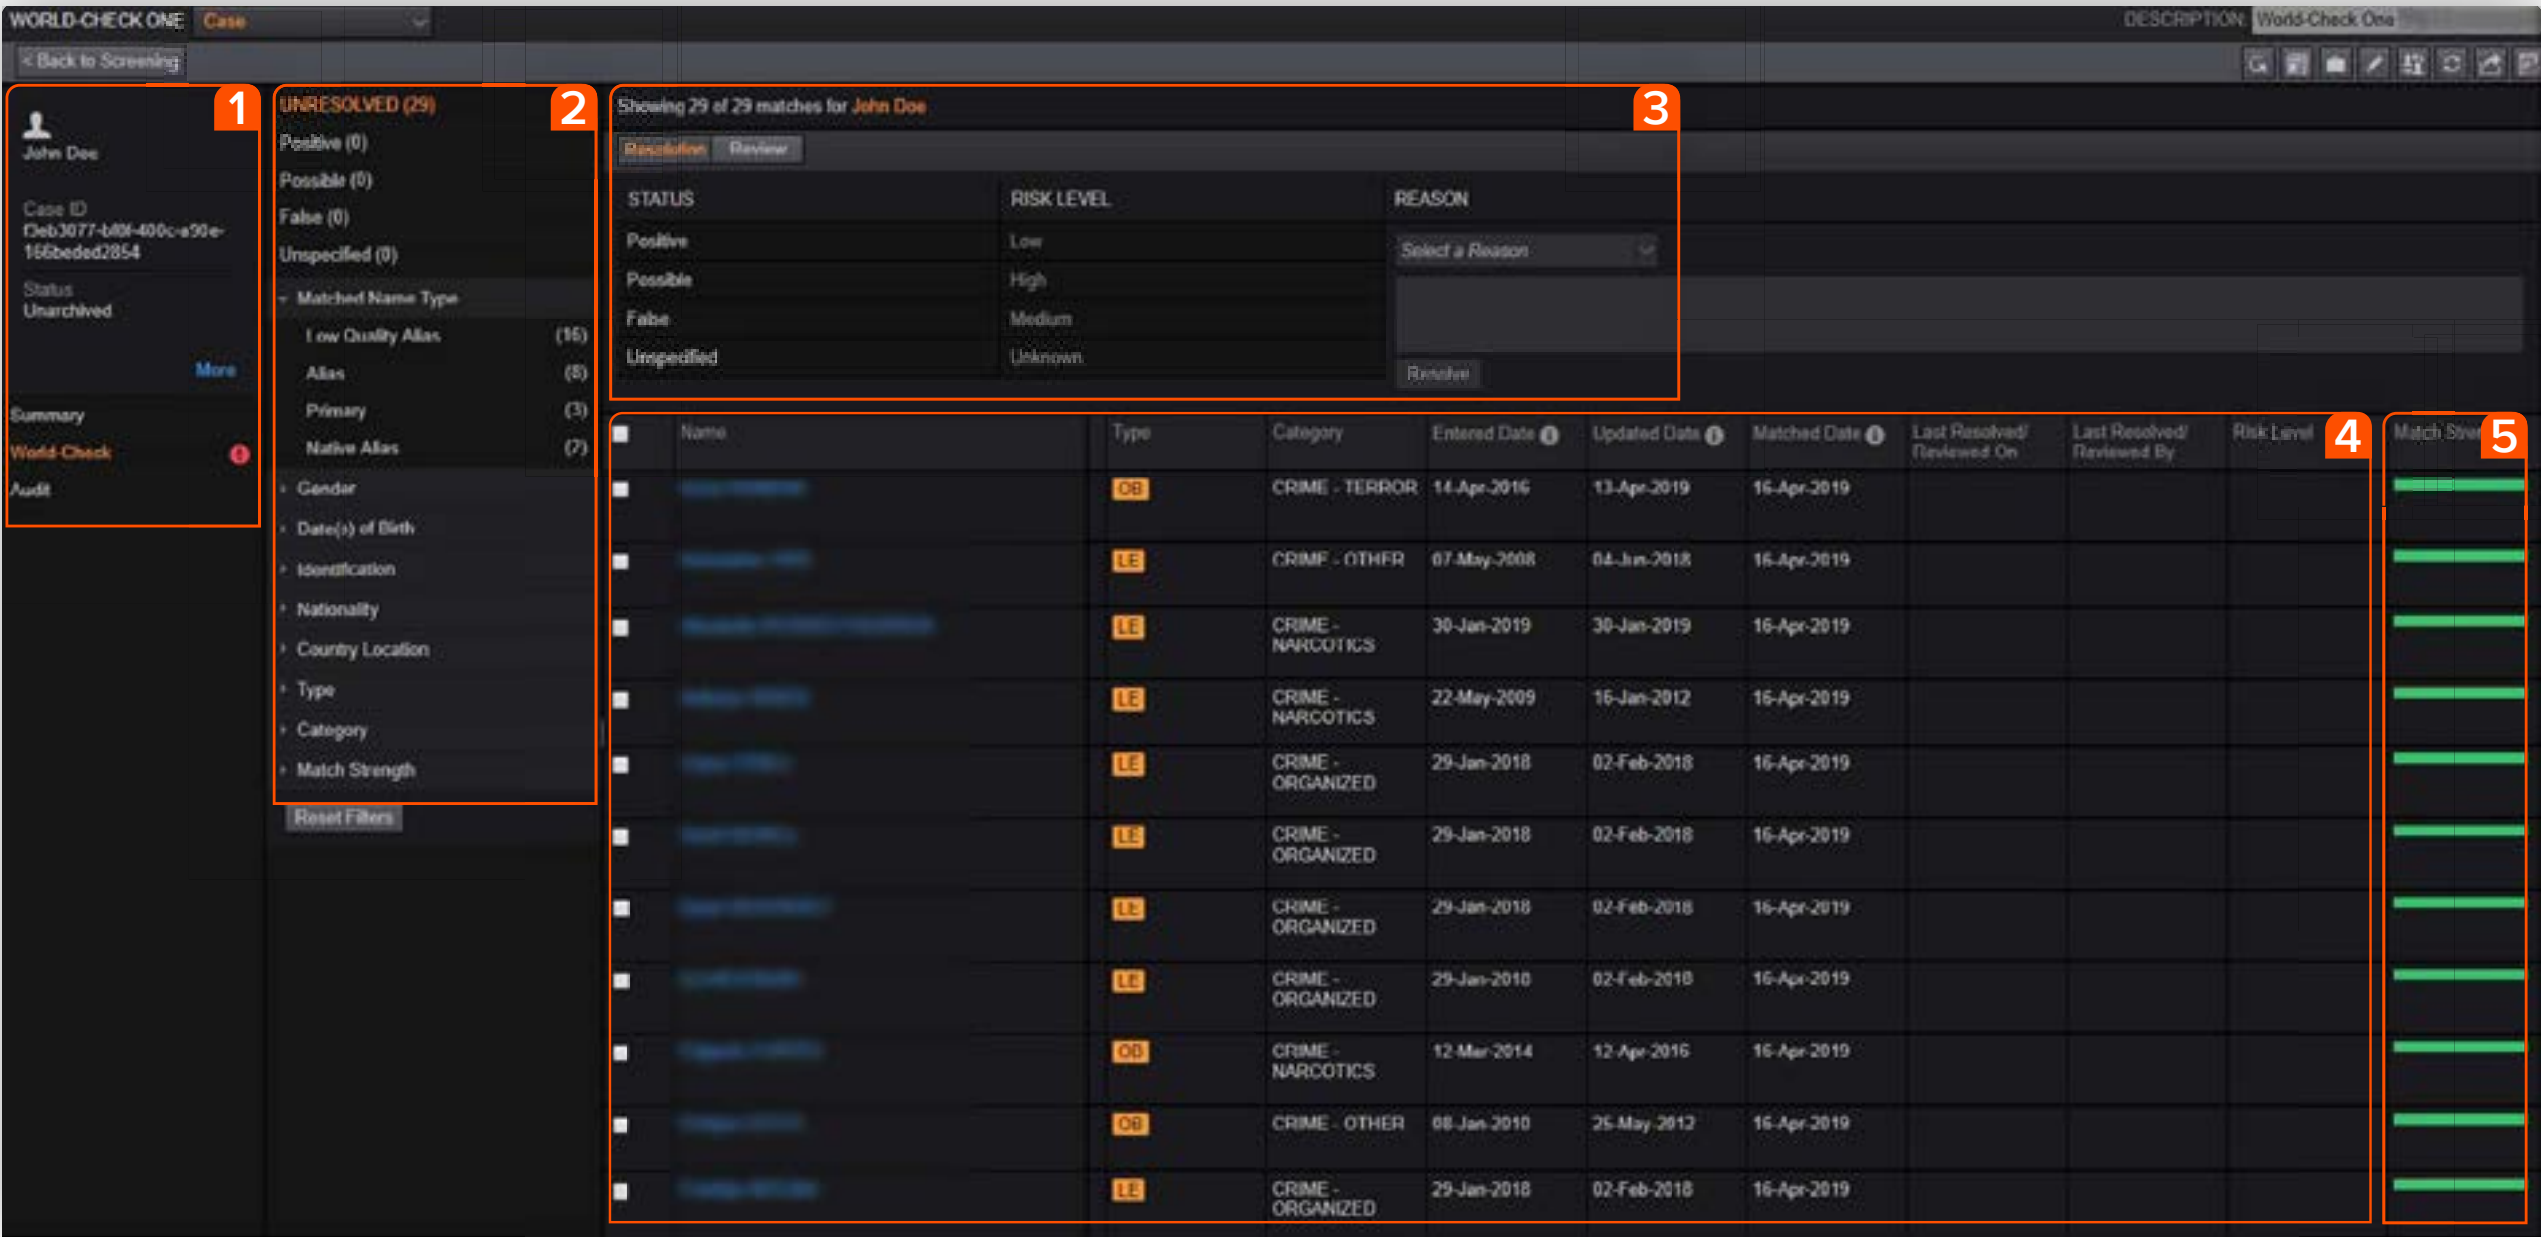 WORLD-CHECK ONE Case
DESCRIPTION World-Check One
< Back to Screening
1
John Doe
Case ID
f3eb3077-bf0f-400c-a90e-
166beded2854
Status
Unarchived
More
Summary
World-Check
Audit
2
UNRESOLVED (29)
Positive (0)
Possible (0)
False (0)
Unspecified (0)
Matched Name Type
Low Quality Alias (16)
Alias (8)
Primary (3)
Native Alias (2)
Gender
Date(s) of Birth
Identification
Nationality
Country Location
Type
Category
Match Strength
Reset Filters
3
Showing 29 of 29 matches for John Doe
Resolution Review
STATUS RISK LEVEL REASON
Positive Low Select a Reason
Possible High
False Medium
Unspecified Unknown
Resolve
4
5
Name Type Category Entered Date Updated Date Matched Date Last Resolved/ Last Resolved/ Risk Level Match
Reviewed On Reviewed By
OB CRIME - TERROR 14-Apr-2016 13-Apr-2019 16-Apr-2019
LE CRIME - OTHER 07-May-2008 04-Jun-2018 16-Apr-2019
LE CRIME - 30-Jan-2019 30-Jan-2019 16-Apr-2019
NARCOTICS
LE CRIME - 22-May-2009 16-Jan-2012 16-Apr-2019
NARCOTICS
LE CRIME - 29-Jan-2018 02-Feb-2018 16-Apr-2019
ORGANIZED
LE CRIME - 29-Jan-2018 02-Feb-2018 16-Apr-2019
ORGANIZED
LE CRIME - 29-Jan-2018 02-Feb-2018 16-Apr-2019
ORGANIZED
LE CRIME - 29-Jan-2018 02-Feb-2018 16-Apr-2019
ORGANIZED
OB CRIME - 12-Mar-2014 12-Apr-2016 16-Apr-2019
NARCOTICS
OB CRIME - OTHER 08-Jan-2010 16-Apr-2019
LE CRIME - 29-Jan-2018 02-Feb-2018 16-Apr-2019
ORGANIZED